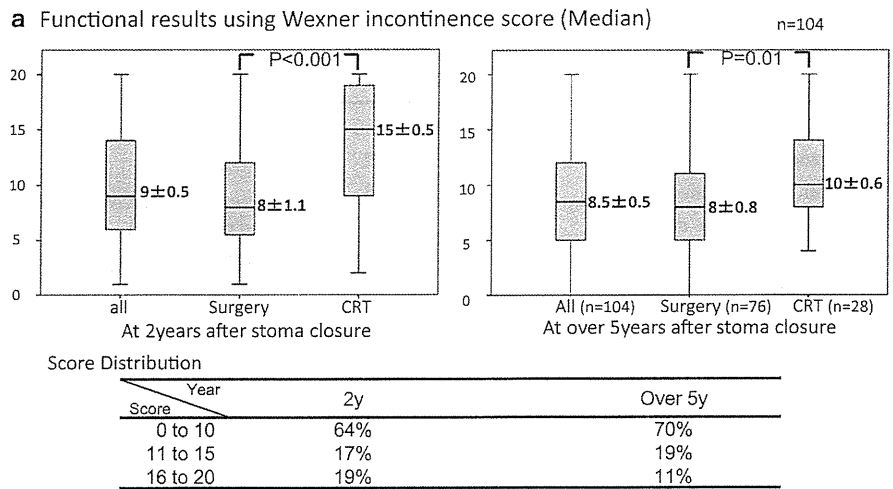 a Functional results using Wexner incontinence score (Median)
n=104
P<0.001
20
15
10
5
0
9±0.5
8±1.1
15±0.5
all Surgery CRT
At 2years after stoma closure
P=0.01
20
15
10
5
0
8.5±0.5
8±0.8
10±0.6
All (n=104) Surgery (n=76) CRT (n=28)
At over 5years after stoma closure
Score Distribution
Year
Score
2y Over 5y
0 to 10 64% 70%
11 to 15 17% 19%
16 to 20 19% 11%